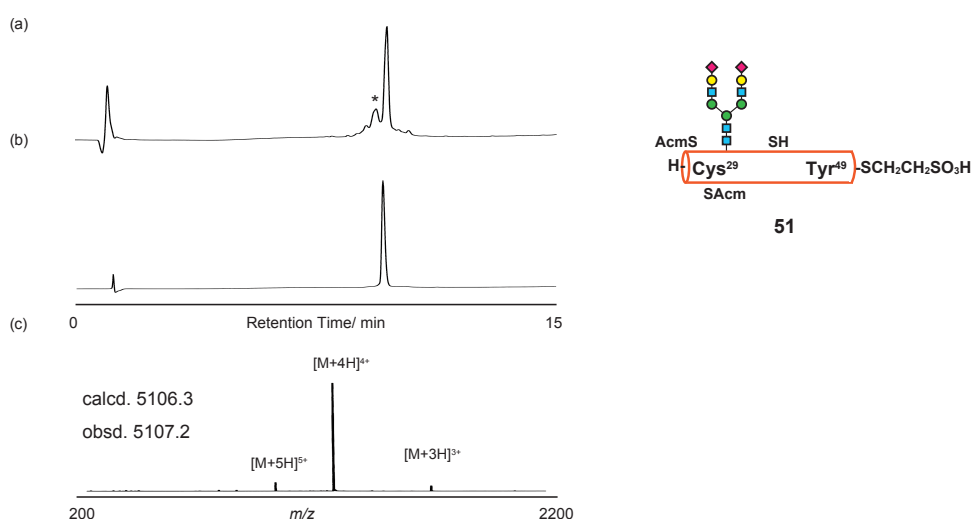 (a)
*
(b)
(c)
0
Retention Time/ min
15
[M+4H]⁴⁺
calcd. 5106.3
obsd. 5107.2
[M+5H]⁵⁺
[M+3H]³⁺
200
m/z
2200
AcmS
SH
H-
Cys²⁹
Tyr⁴⁹
-SCH₂CH₂SO₃H
SAcm
51